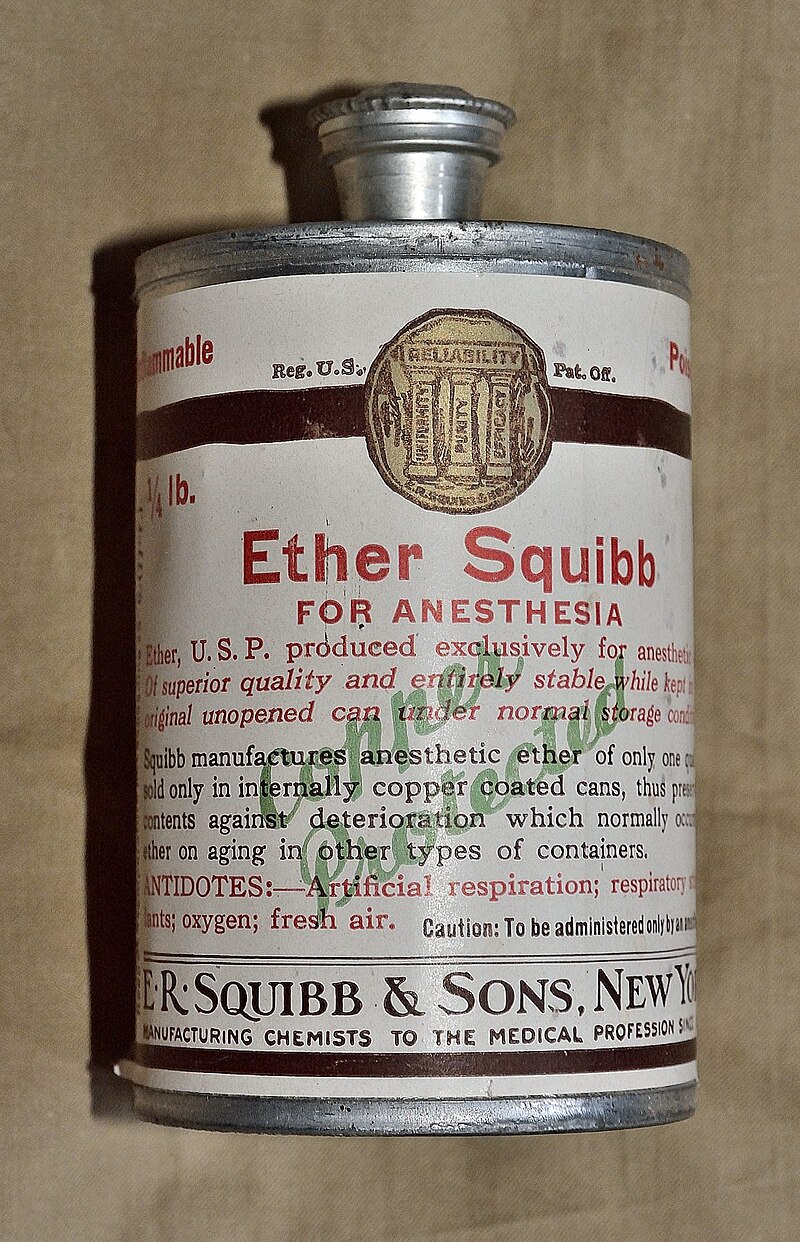 Reg. U.S. Pat. Off.
RELIABILITY
UNIFORMITY PURITY EFFICACY
E.R. SQUIBB & SONS
1/4 lb.
Ether Squibb
FOR ANESTHESIA
Ether, U.S.P. produced exclusively for
Of superior quality and entirely stable while kept
original unopened can under normal storage
Copper
Protected
Squibb manufactures anesthetic ether of only one
sold only in internally copper coated cans, thus
contents against deterioration which normally
ether on aging in other types of containers.
ANTIDOTES:—Artificial respiration; respiratory
oxygen; fresh air. Caution: To be administered only by an
E·R·SQUIBB & SONS, NEW
MANUFACTURING CHEMISTS TO THE MEDICAL PROFESSION